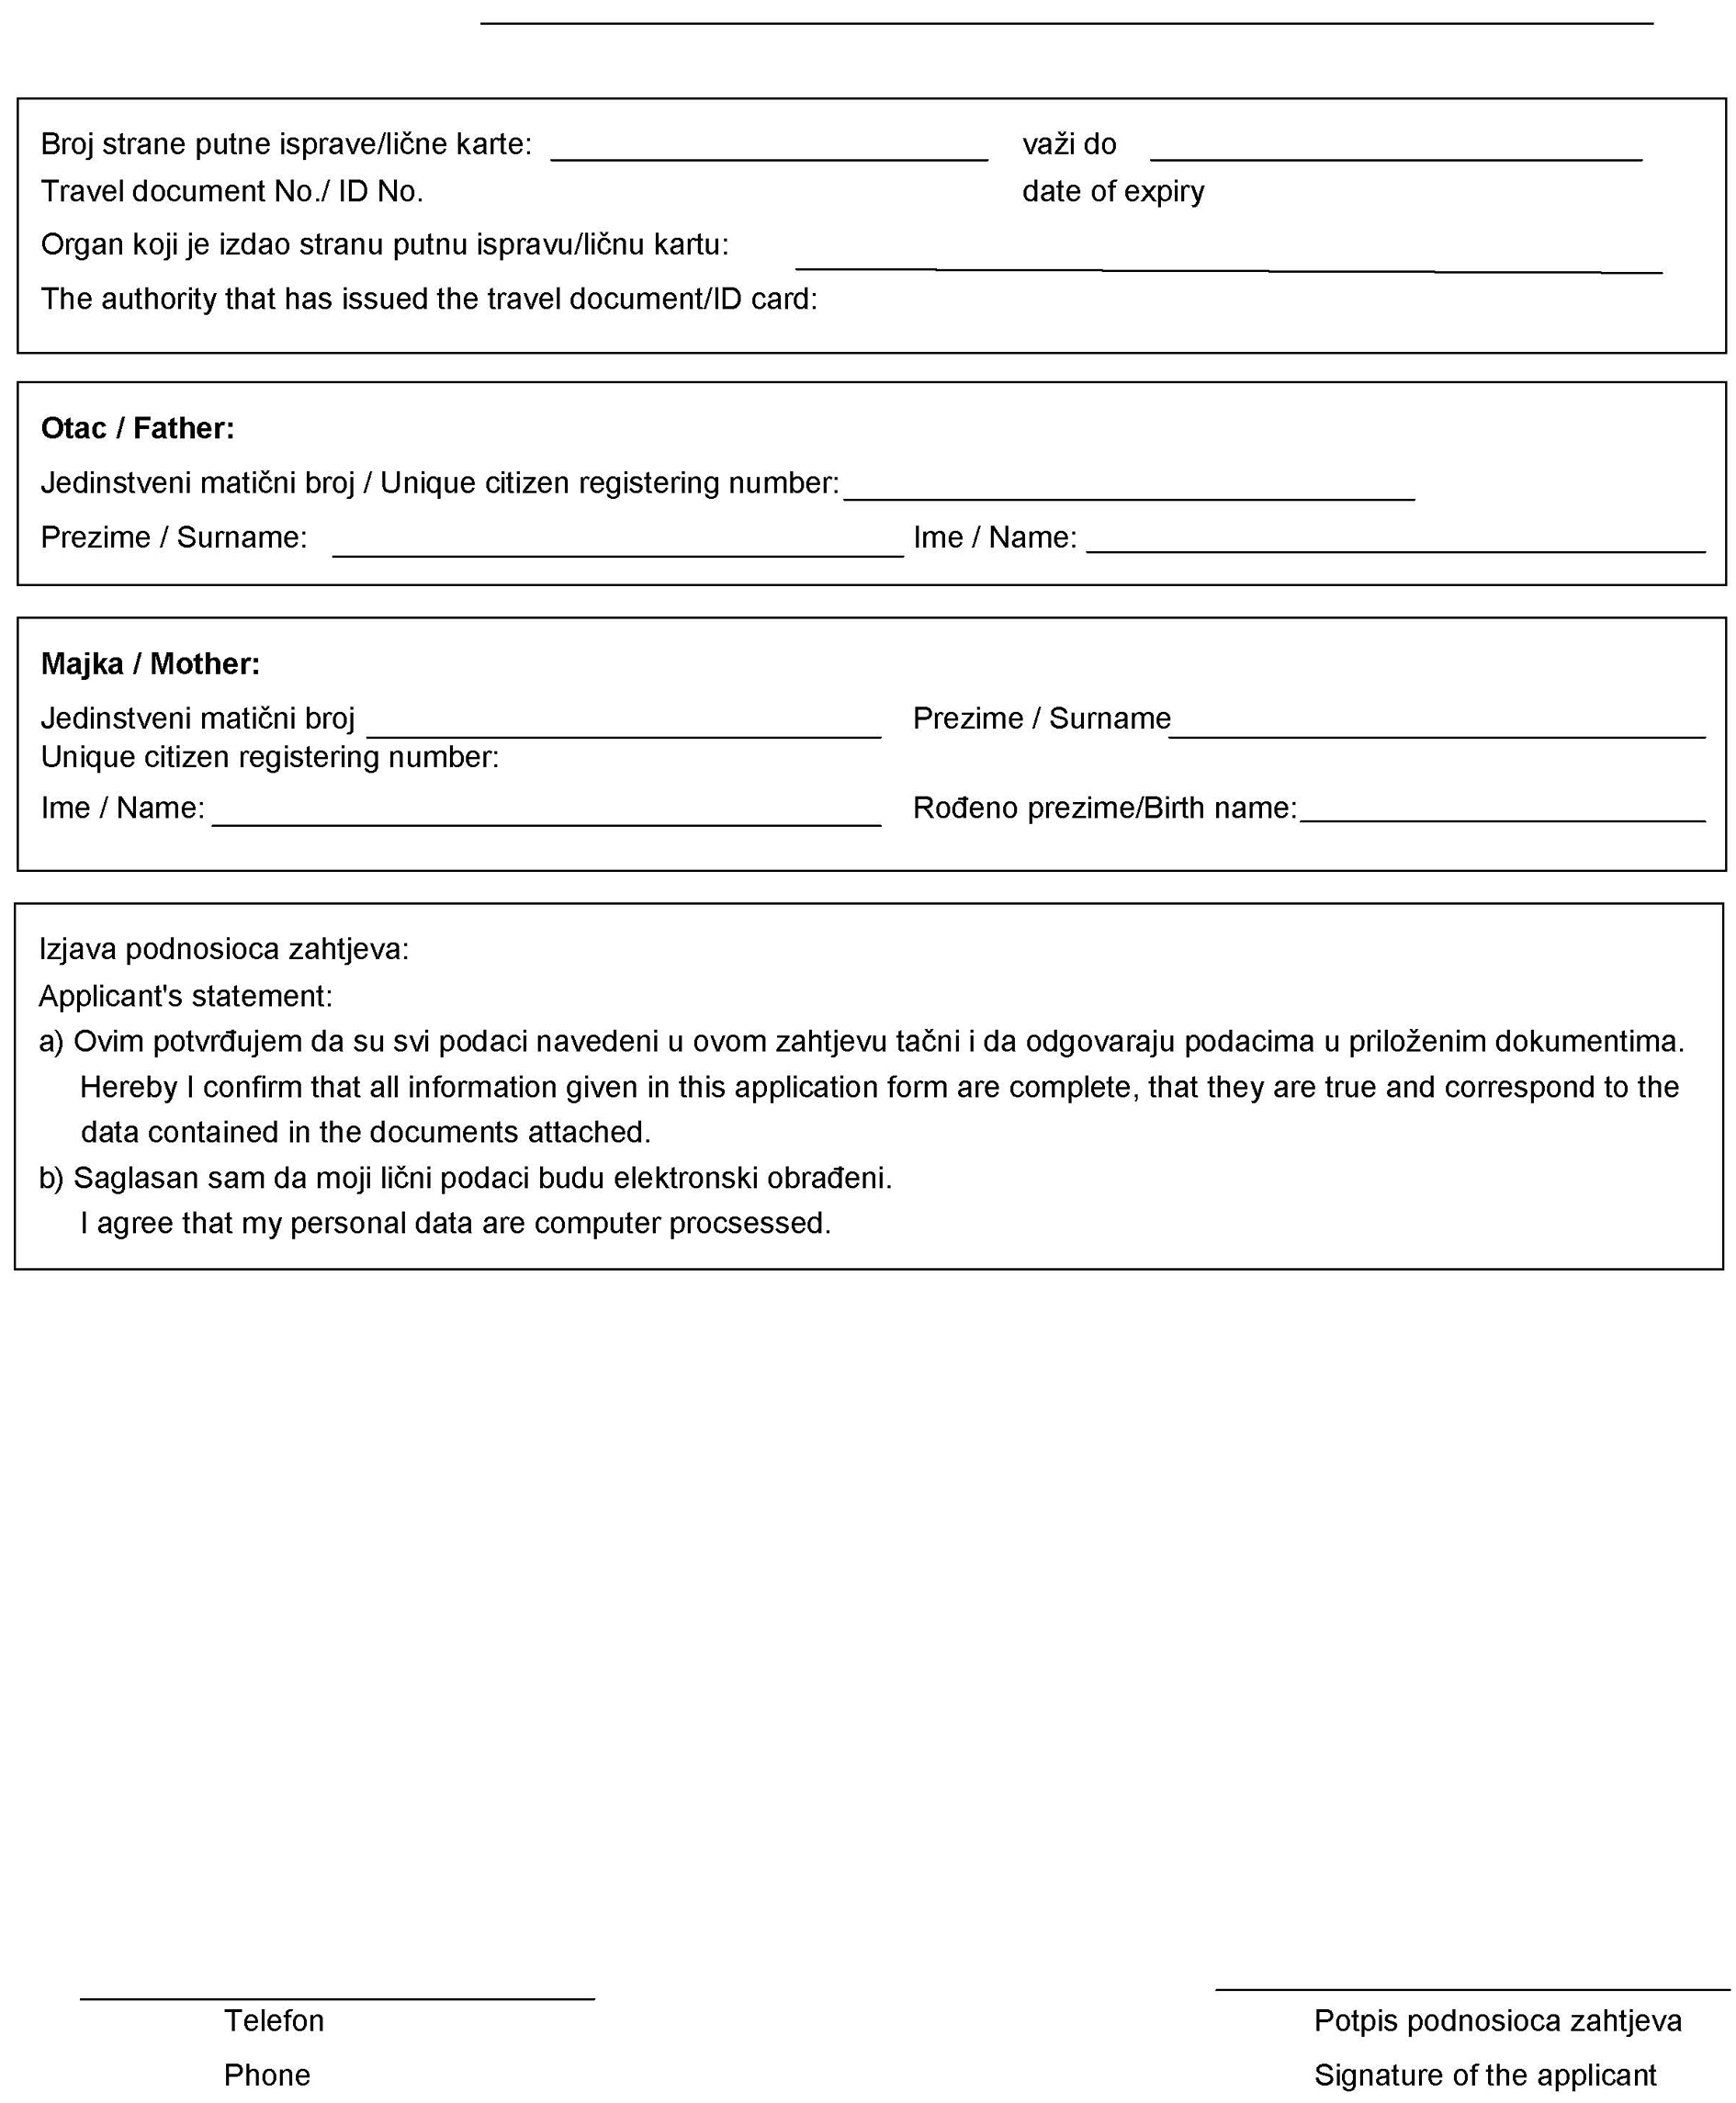 Broj strane putne isprave/lične karte: važi do
Travel document No./ ID No. date of expiry
Organ koji je izdao stranu putnu ispravu/ličnu kartu:
The authority that has issued the travel document/ID card:
Otac / Father:
Jedinstveni matični broj / Unique citizen registering number:
Prezime / Surname: Ime / Name:
Majka / Mother:
Jedinstveni matični broj Prezime / Surname
Unique citizen registering number:
Ime / Name: Rođeno prezime/Birth name:
Izjava podnosioca zahtjeva:
Applicant's statement:
a) Ovim potvrđujem da su svi podaci navedeni u ovom zahtjevu tačni i da odgovaraju podacima u priloženim dokumentima.
Hereby I confirm that all information given in this application form are complete, that they are true and correspond to the
data contained in the documents attached.
b) Saglasan sam da moji lični podaci budu elektronski obrađeni.
I agree that my personal data are computer procsessed.
Telefon Potpis podnosioca zahtjeva
Phone Signature of the applicant